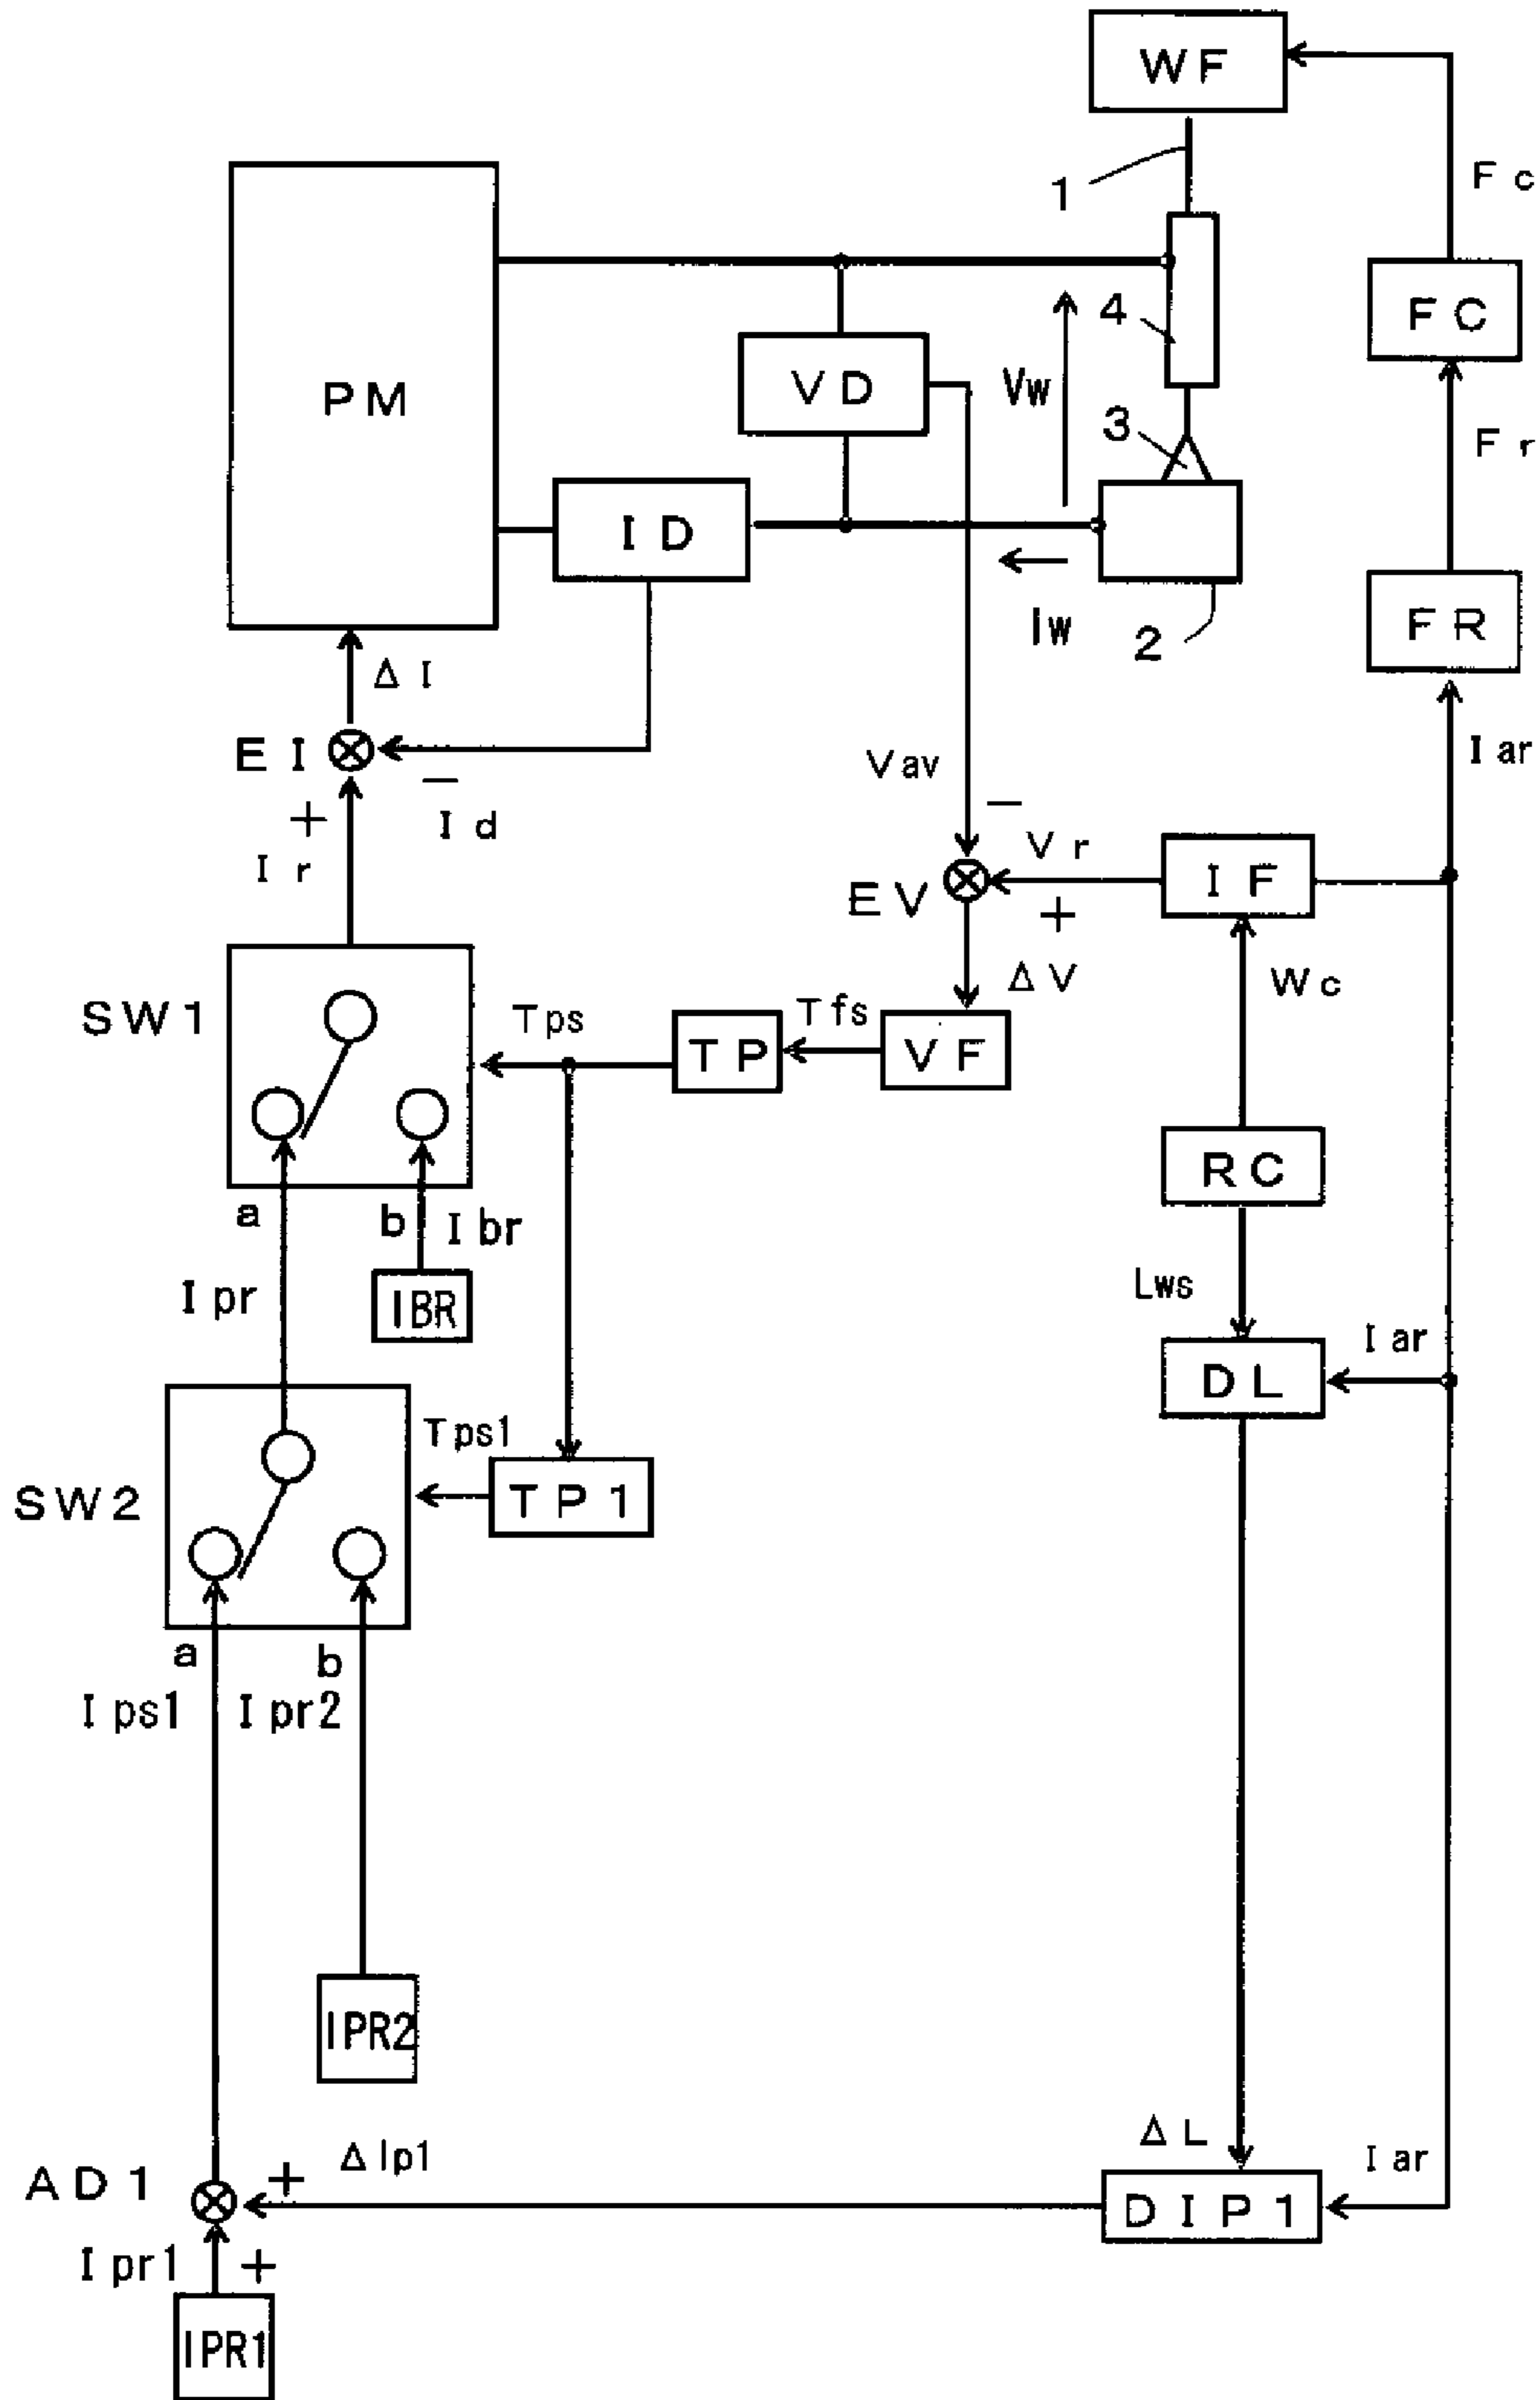 WF
1
Fc
PM
4
FC
VD
Vw
3
Fr
ID
Iw
2
FR
ΔI
EI
−
Id
+
Ir
Vav
−
Iar
Vr
IF
EV
+
ΔV
Wc
SW1
Tps
TP
Tfs
VF
RC
a
b
Ibr
Ipr
IBR
Lws
DL
Iar
Tps1
SW2
TP1
a
b
Ips1
Ipr2
IPR2
ΔL
Iar
ΔIp1
AD1
+
DIP1
Ipr1
+
IPR1